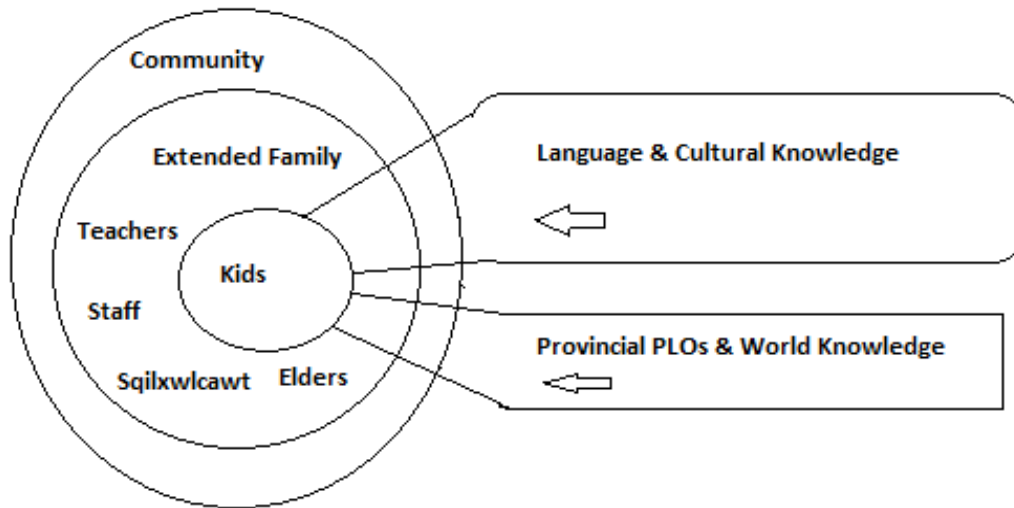 Community
Extended Family
Teachers
Kids
Staff
Sqilxwlcawt
Elders
Language & Cultural Knowledge
Provincial PLOs & World Knowledge